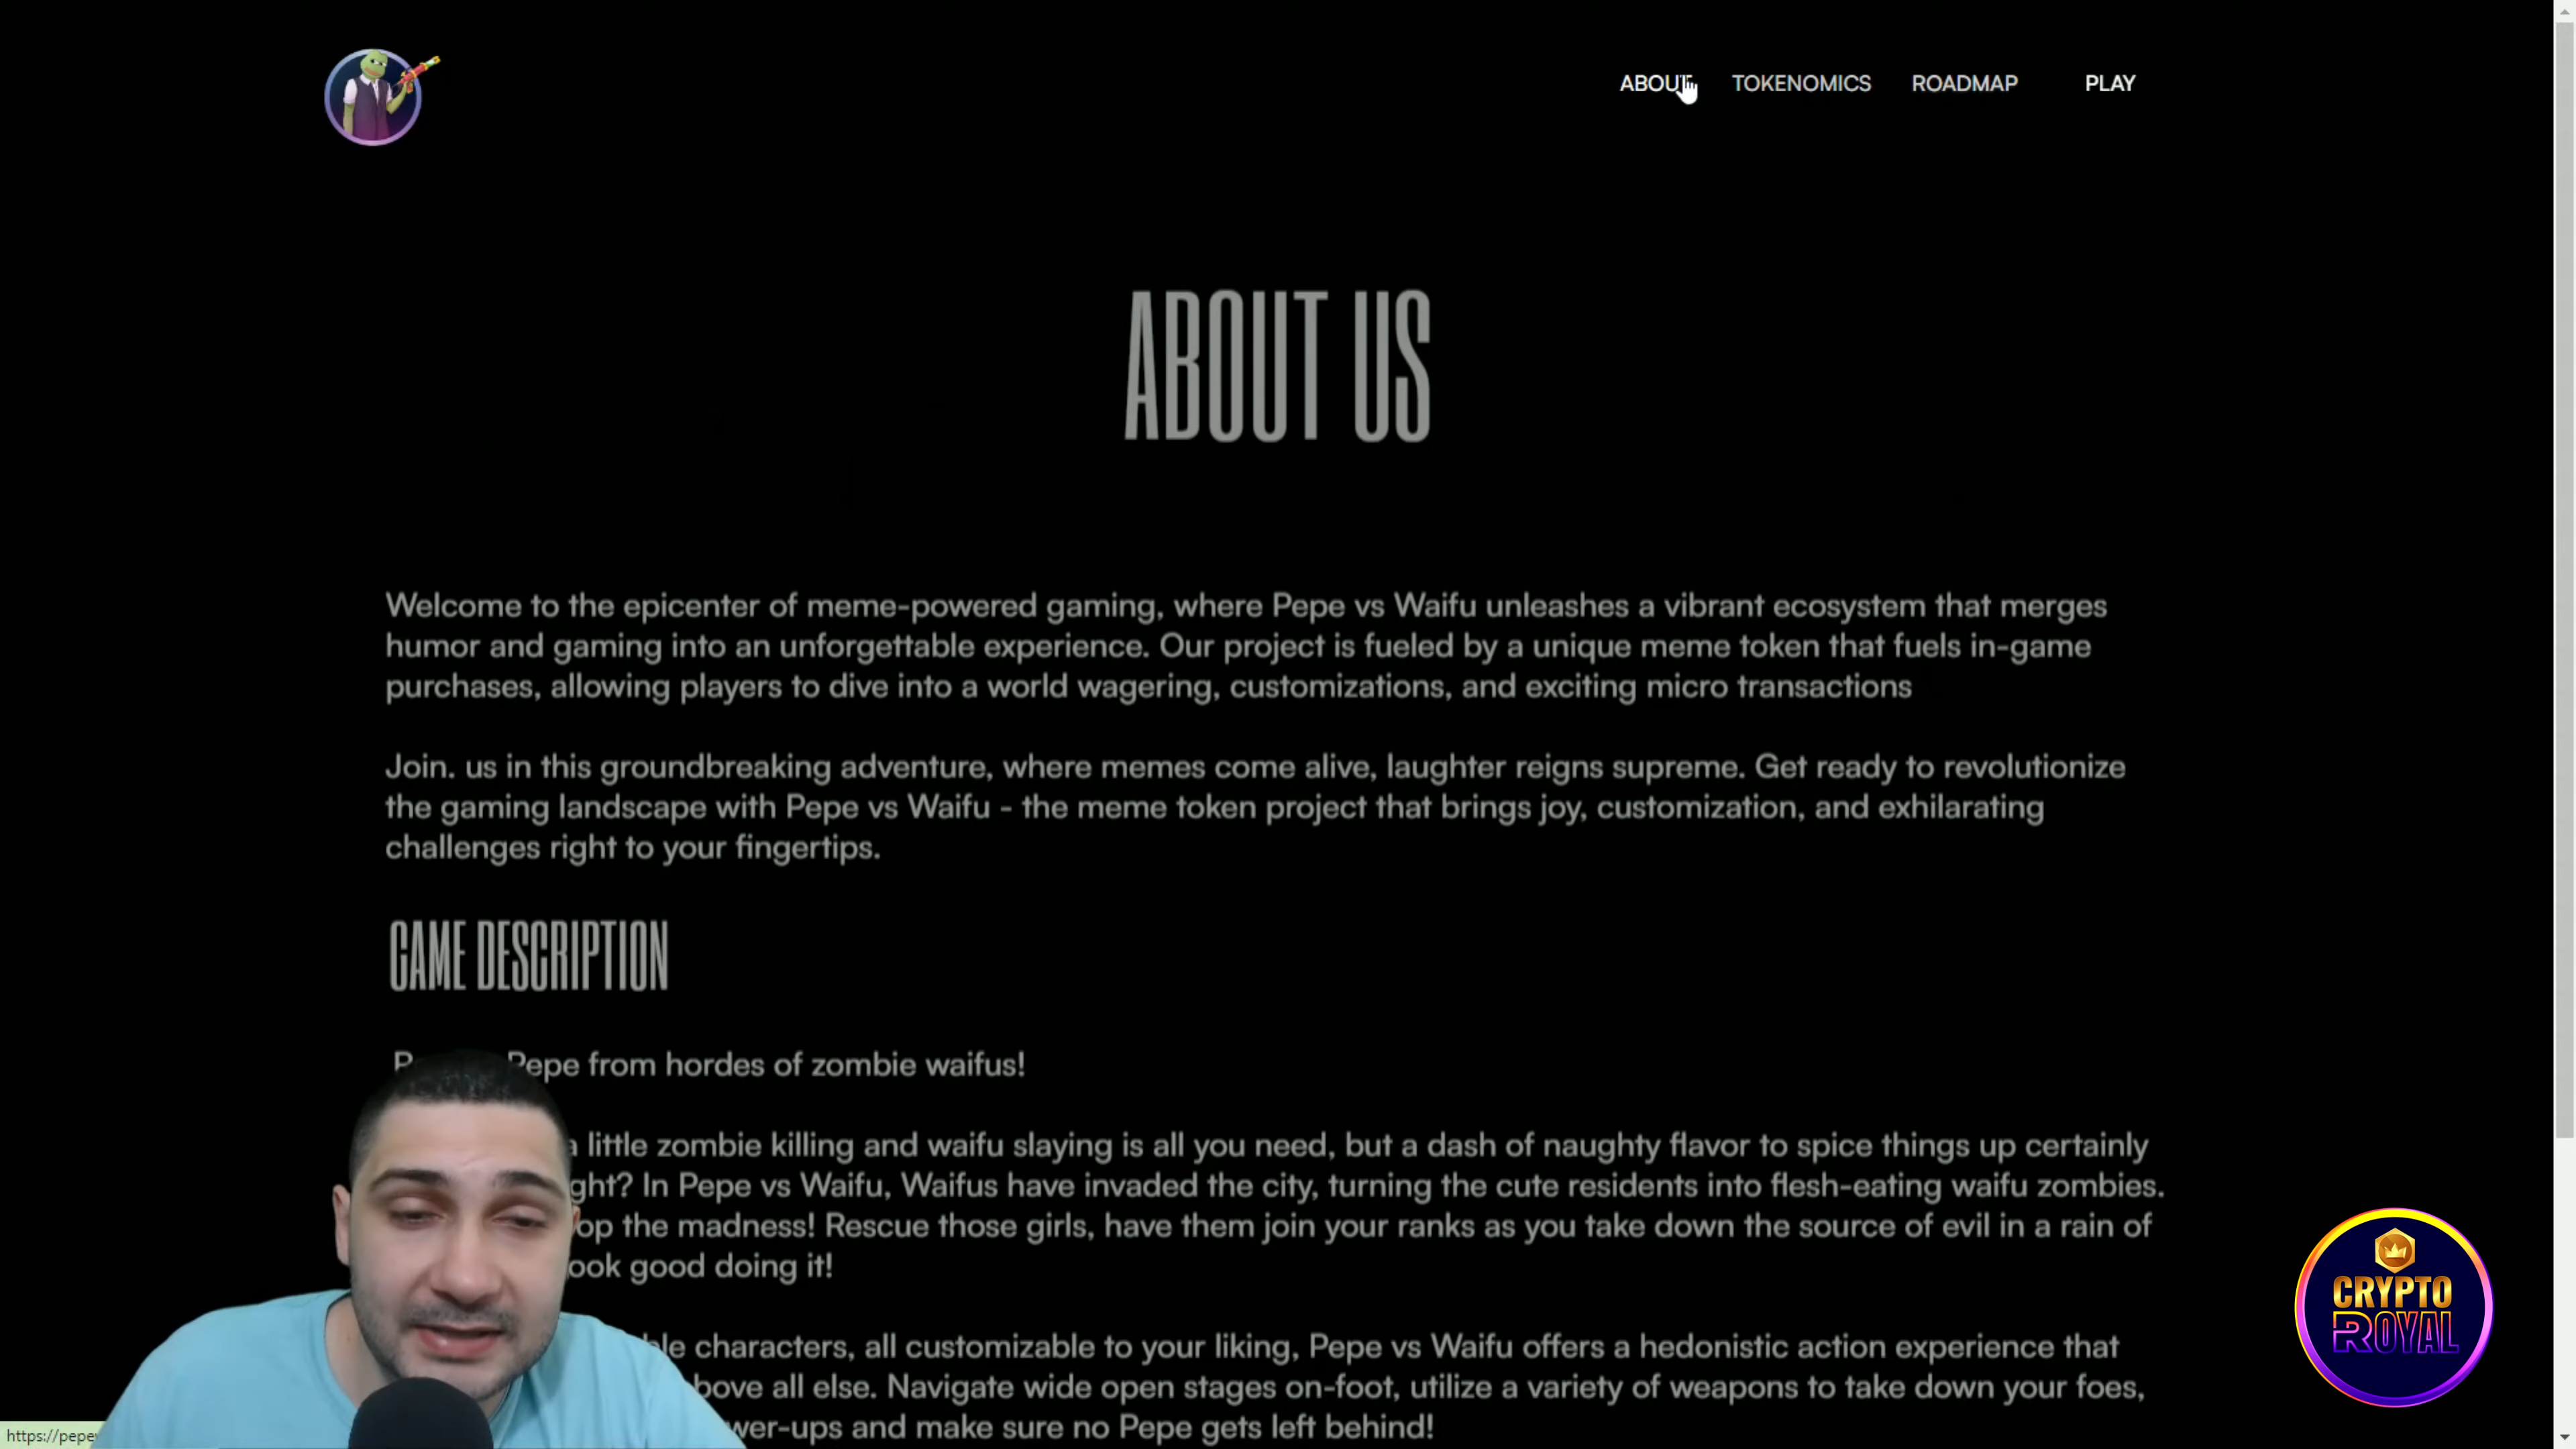 ABOUT TOKENOMICS ROADMAP PLAY
ABOUT US
Welcome to the epicenter of meme-powered gaming, where Pepe vs Waifu unleashes a vibrant ecosystem that merges
humor and gaming into an unforgettable experience. Our project is fueled by a unique meme token that fuels in-game
purchases, allowing players to dive into a world wagering, customizations, and exciting micro transactions
Join. us in this groundbreaking adventure, where memes come alive, laughter reigns supreme. Get ready to revolutionize
the gaming landscape with Pepe vs Waifu - the meme token project that brings joy, customization, and exhilarating
challenges right to your fingertips.
GAME DESCRIPTION
Pepe from hordes of zombie waifus!
a little zombie killing and waifu slaying is all you need, but a dash of naughty flavor to spice things up certainly
In Pepe vs Waifu, Waifus have invaded the city, turning the cute residents into flesh-eating waifu zombies.
the madness! Rescue those girls, have them join your ranks as you take down the source of evil in a rain of
good doing it!
characters, all customizable to your liking, Pepe vs Waifu offers a hedonistic action experience that
all else. Navigate wide open stages on-foot, utilize a variety of weapons to take down your foes,
and make sure no Pepe gets left behind!
CRYPTO
ROYAL